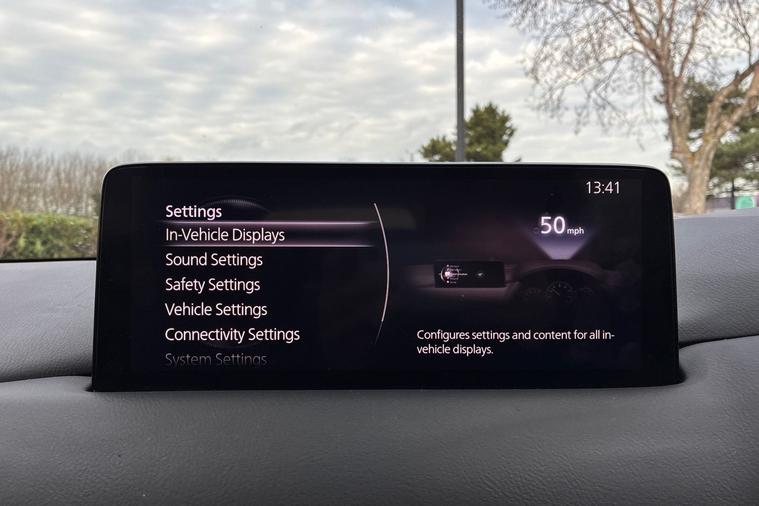 13:41
Settings
In-Vehicle Displays
Sound Settings
Safety Settings
Vehicle Settings
Connectivity Settings
System Settings
50 mph
Configures settings and content for all in-
vehicle displays.